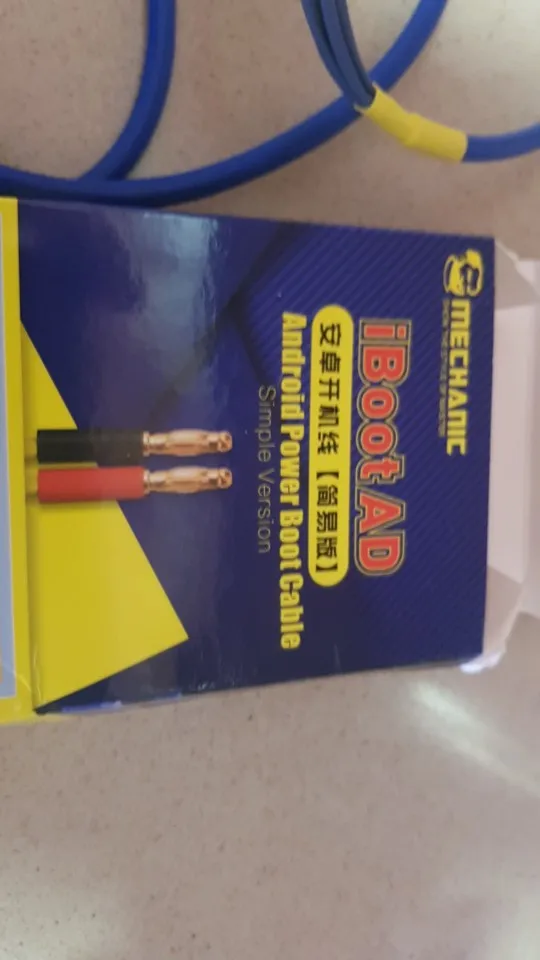 MECHANIC
iBoot AD
安卓开机线【简易版】
Android Power Boot Cable
Simple Version